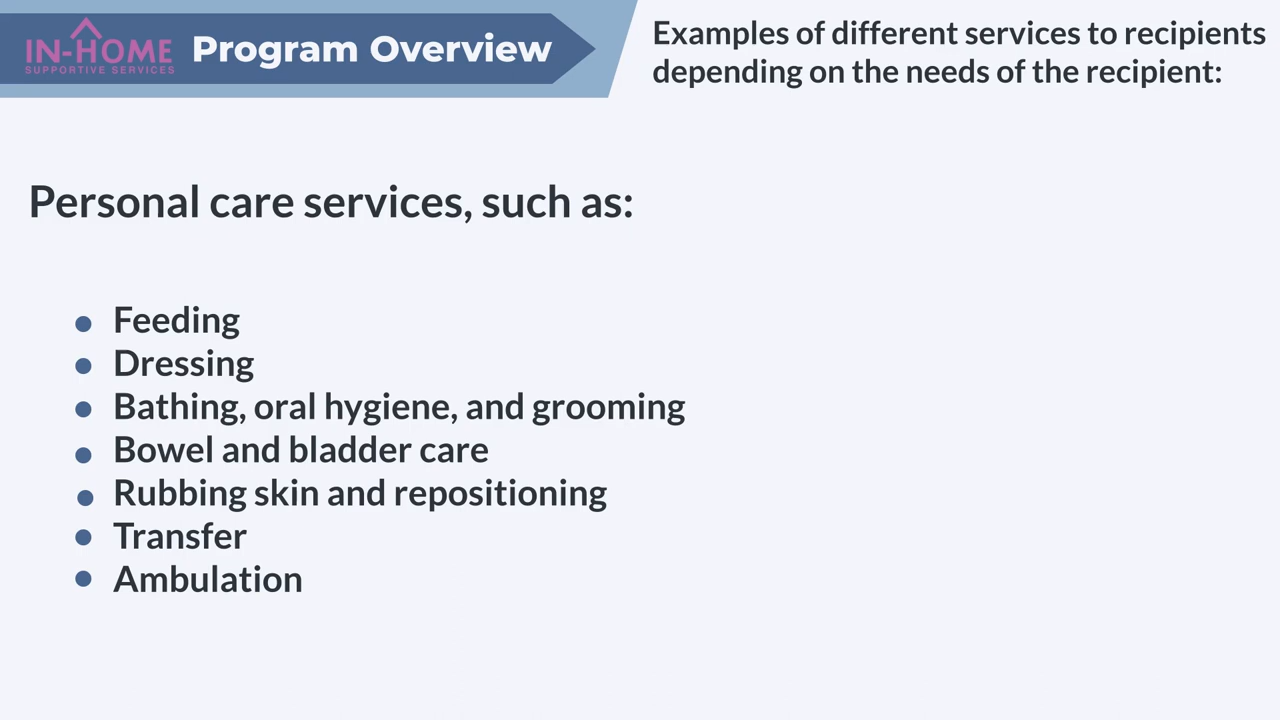 IN-HOME
SUPPORTIVE SERVICES
Program Overview
Examples of different services to recipients
depending on the needs of the recipient:
Personal care services, such as:
● Feeding
● Dressing
● Bathing, oral hygiene, and grooming
● Bowel and bladder care
● Rubbing skin and repositioning
● Transfer
● Ambulation